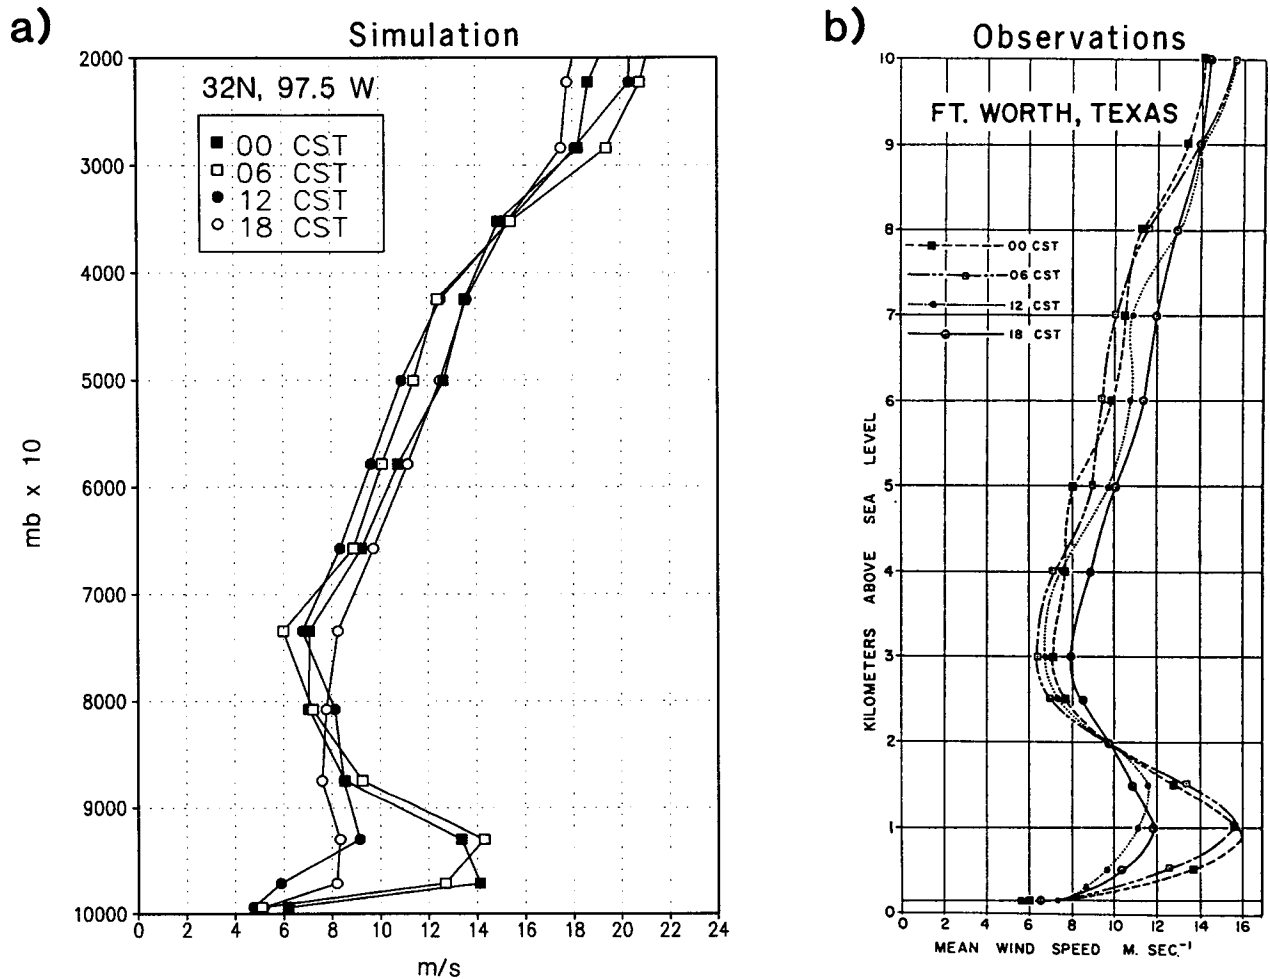 a)
Simulation
32N, 97.5 W
00 CST
06 CST
12 CST
18 CST
2000
3000
4000
5000
6000
7000
8000
9000
10000
mb x 10
0 2 4 6 8 10 12 14 16 18 20 22 24
m/s
b)
Observations
FT. WORTH, TEXAS
00 CST
06 CST
12 CST
18 CST
10
9
8
7
6
5
4
3
2
1
0
KILOMETERS ABOVE SEA LEVEL
0 2 4 6 8 10 12 14 16
MEAN WIND SPEED M. SEC.⁻¹